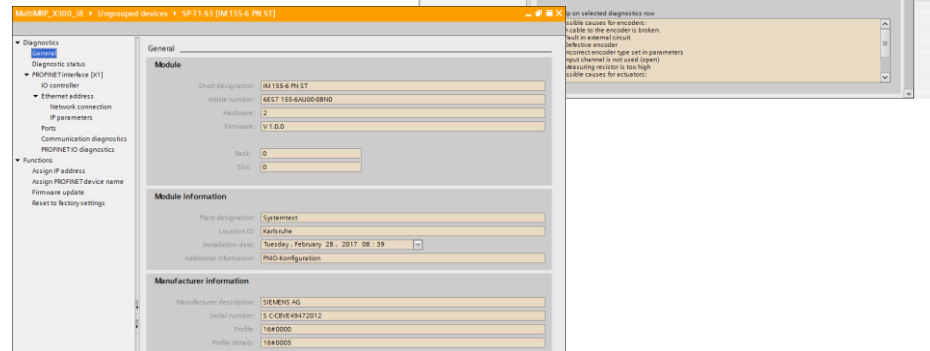 MultiMRP_X300_I8 ▸ Ungrouped devices ▸ SP-T1-S3 [IM 155-6 PN ST]
Diagnostics
General
Diagnostic status
PROFINET interface [X1]
IO controller
Ethernet address
Network connection
IP parameters
Ports
Communication diagnostics
PROFINET IO diagnostics
Functions
Assign IP address
Assign PROFINET device name
Firmware update
Reset to factory settings
General
Module
Short designation: IM 155-6 PN ST
Article number: 6ES7 155-6AU00-0BN0
Hardware: 2
Firmware: V 1.0.0
Rack: 0
Slot: 0
Module information
Plant designation: Systemtest
Location ID: Karlsruhe
Installation date: Tuesday , February 28 , 2017 08 : 39
Additional information: PNIO-Konfiguration
Manufacturer information
Manufacturer description: SIEMENS AG
Serial number: S C-CBVE49472012
Profile: 16#0000
Profile details: 16#0005
on selected diagnostics row
ssible causes for encoders:
A cable to the encoder is broken.
Fault in external circuit
Defective encoder
ncorrect encoder type set in parameters
nput channel is not used (open)
Measuring resistor is too high
ssible causes for actuators: